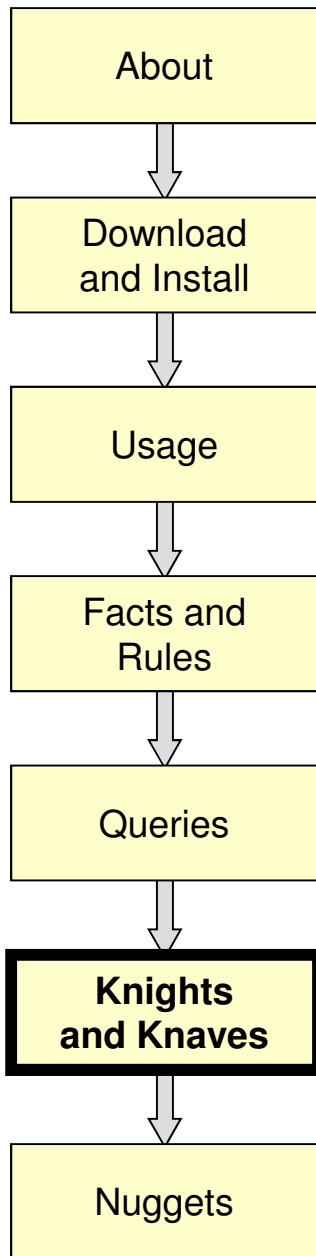 About
Download
and Install
Usage
Facts and
Rules
Queries
Knights
and Knaves
Nuggets